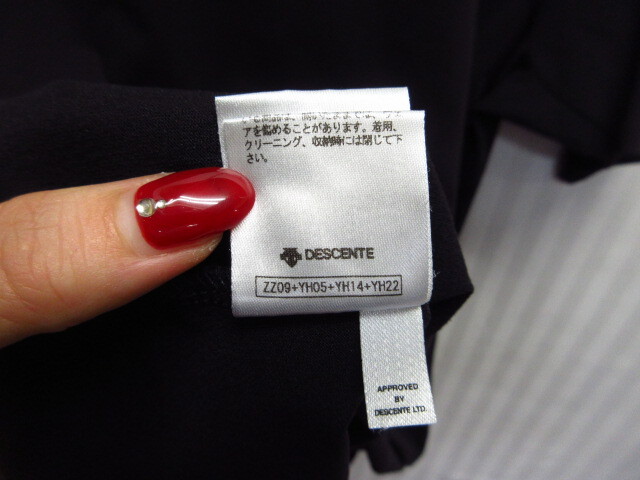 アを傷めることがあります。着用、
クリーニング、収納時には閉じて下
さい。
DESCENTE
ZZ09+YH05+YH14+YH22
APPROVED
BY
DESCENTE LTD.